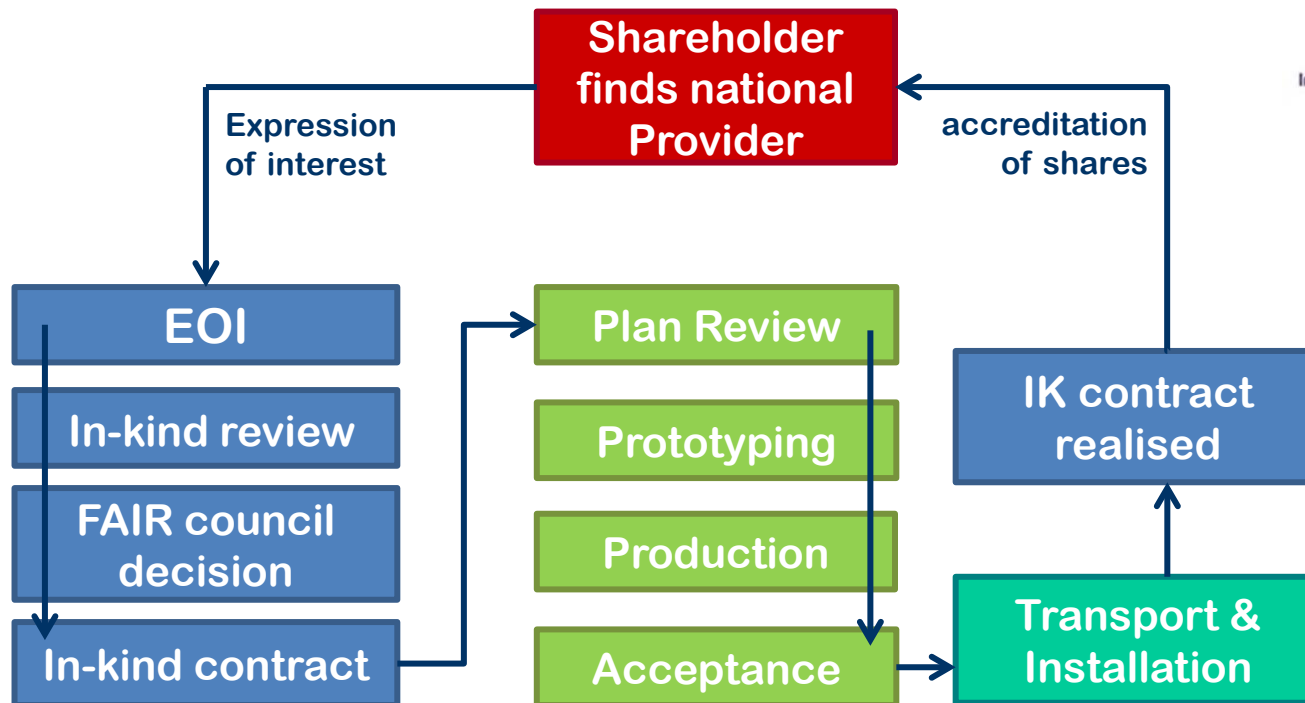 Shareholder
finds national
Provider
Expression
of interest
accreditation
of shares
EOI
In-kind review
FAIR council
decision
In-kind contract
Plan Review
Prototyping
Production
Acceptance
IK contract
realised
Transport &
Installation